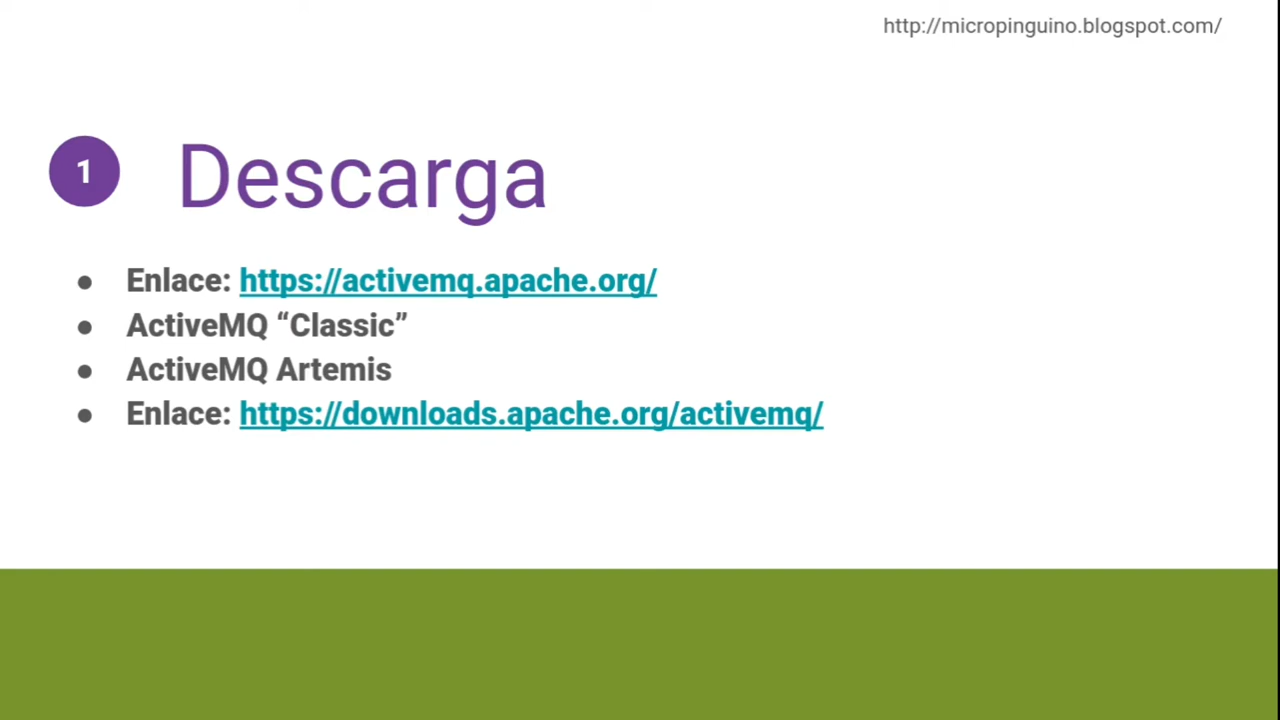 http://micropinguino.blogspot.com/
1 Descarga
● Enlace: https://activemq.apache.org/
● ActiveMQ “Classic”
● ActiveMQ Artemis
● Enlace: https://downloads.apache.org/activemq/